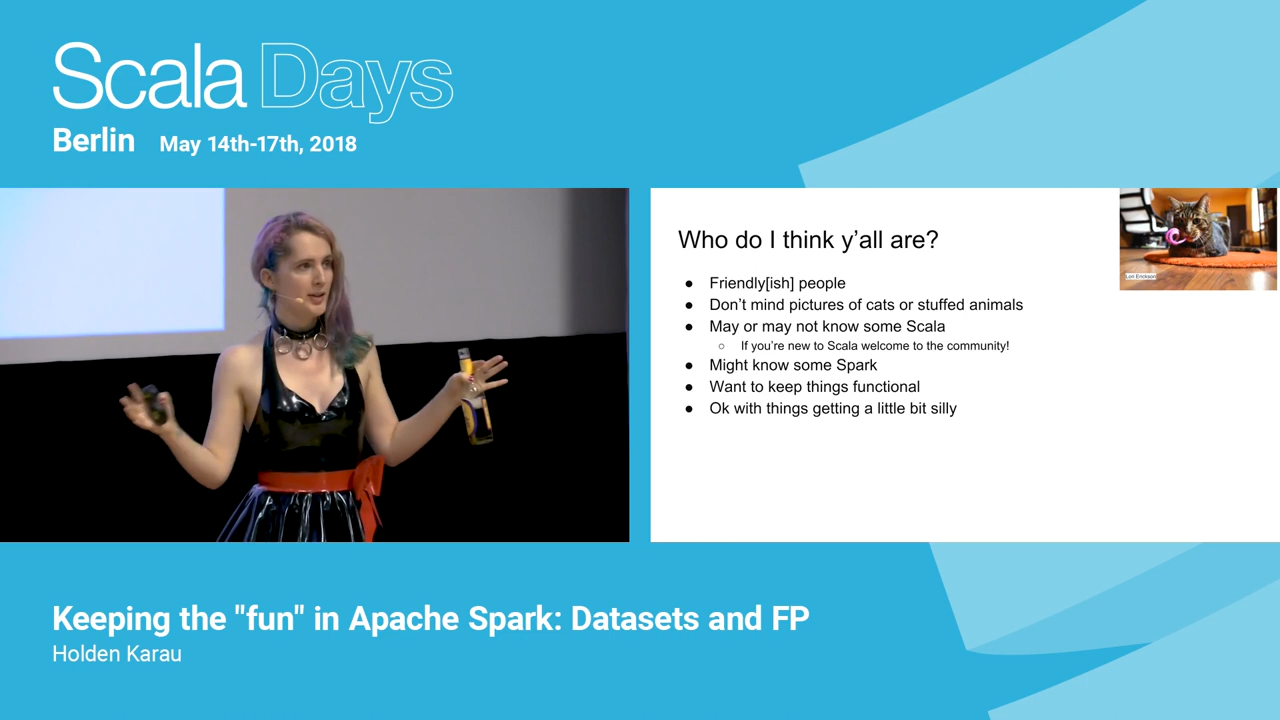 Scala Days
Berlin May 14th-17th, 2018
Who do I think y’all are?
● Friendly[ish] people
● Don’t mind pictures of cats or stuffed animals
● May or may not know some Scala
○ If you’re new to Scala welcome to the community!
● Might know some Spark
● Want to keep things functional
● Ok with things getting a little bit silly
Lori Erickson
Keeping the "fun" in Apache Spark: Datasets and FP
Holden Karau